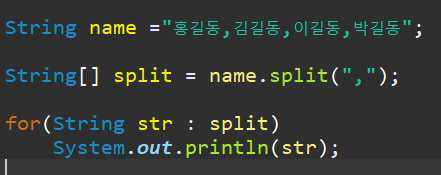 String name ="홍길동,김길동,이길동,박길동";
String[] split = name.split(",");
for(String str : split)
System.out.println(str);